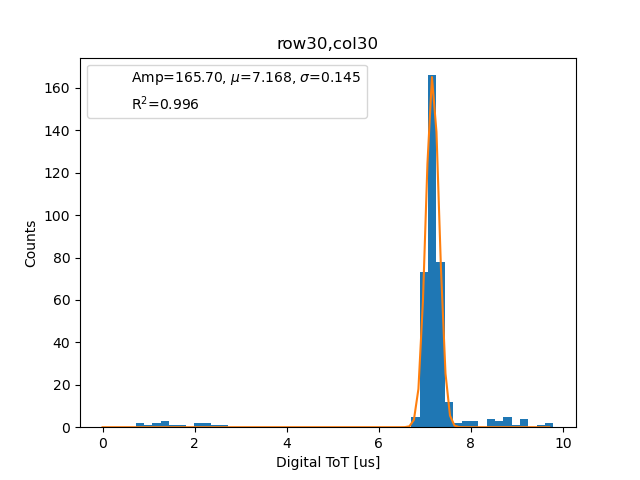 row30,col30
Amp=165.70, μ=7.168, σ=0.145
R²=0.996
Counts
160
140
120
100
80
60
40
20
0
0 2 4 6 8 10
Digital ToT [us]